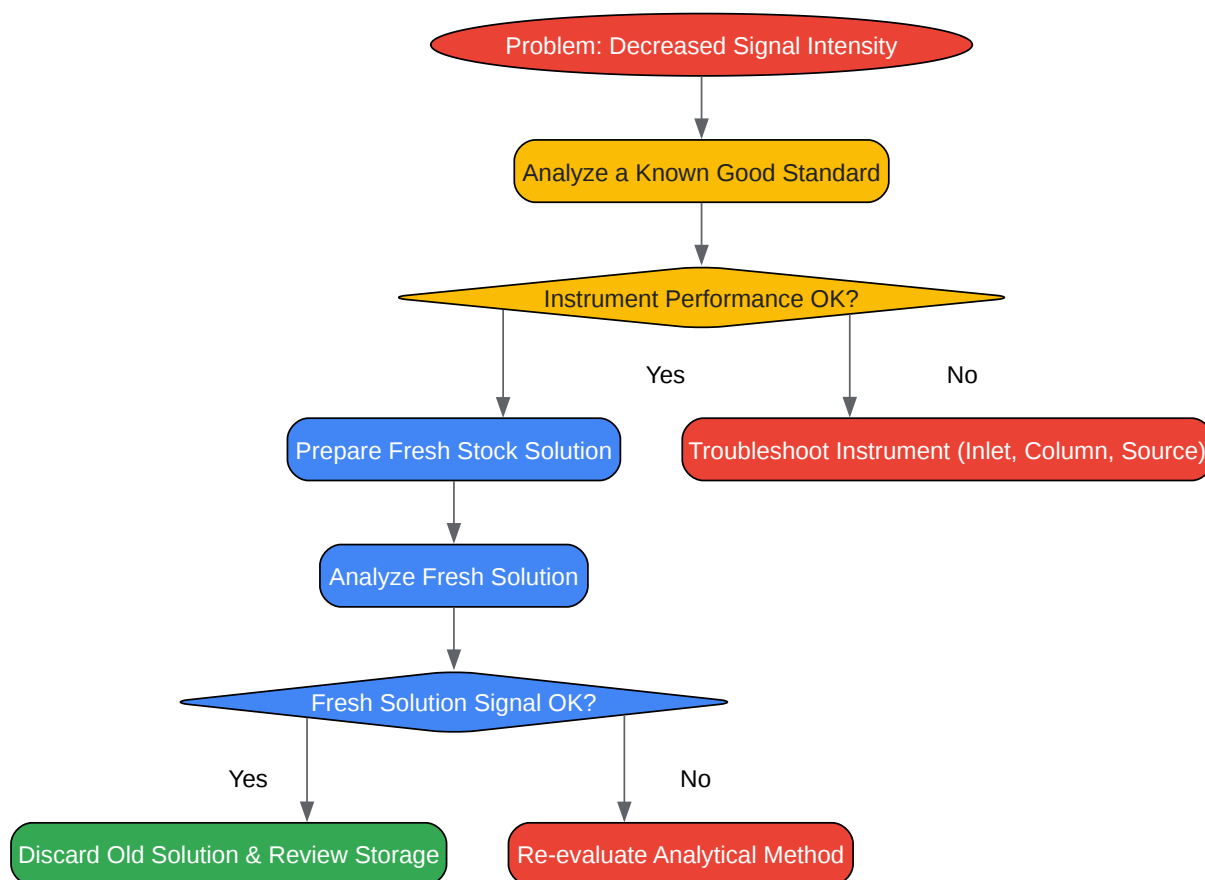 Problem: Decreased Signal Intensity
Analyze a Known Good Standard
Instrument Performance OK?
Yes
No
Prepare Fresh Stock Solution
Troubleshoot Instrument (Inlet, Column, Source)
Analyze Fresh Solution
Fresh Solution Signal OK?
Yes
No
Discard Old Solution & Review Storage
Re-evaluate Analytical Method